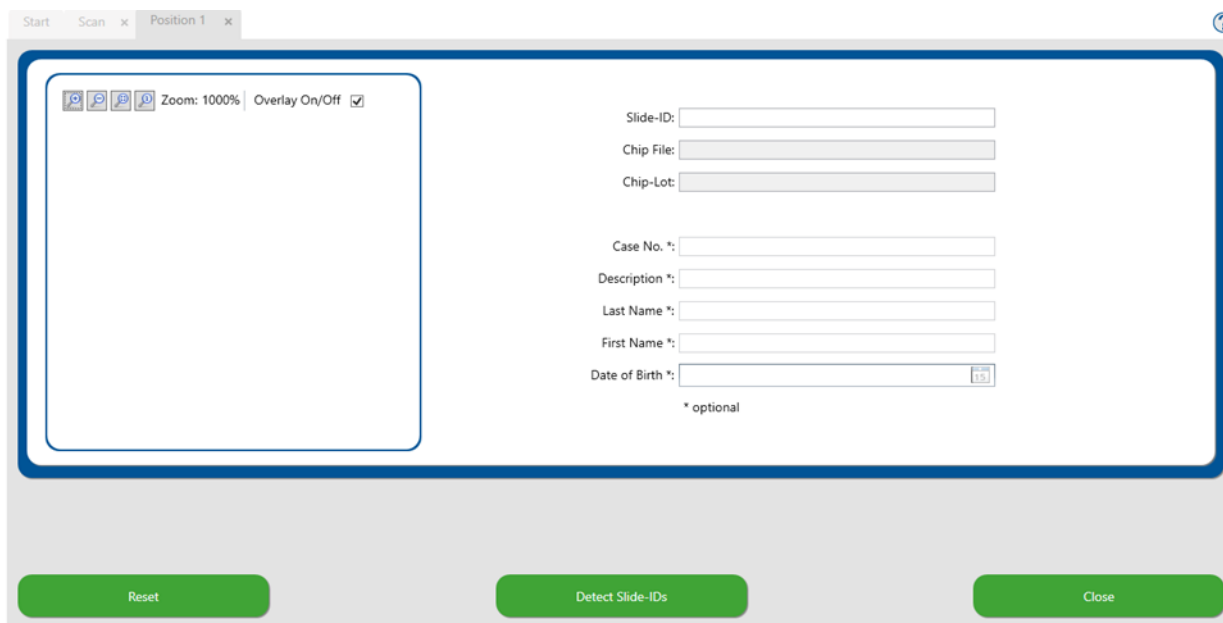 Start Scan × Position 1 ×
Zoom: 1000% Overlay On/Off
Slide-ID:
Chip File:
Chip-Lot:
Case No. *:
Description *:
Last Name *:
First Name *:
Date of Birth *: 15
* optional
Reset Detect Slide-IDs Close